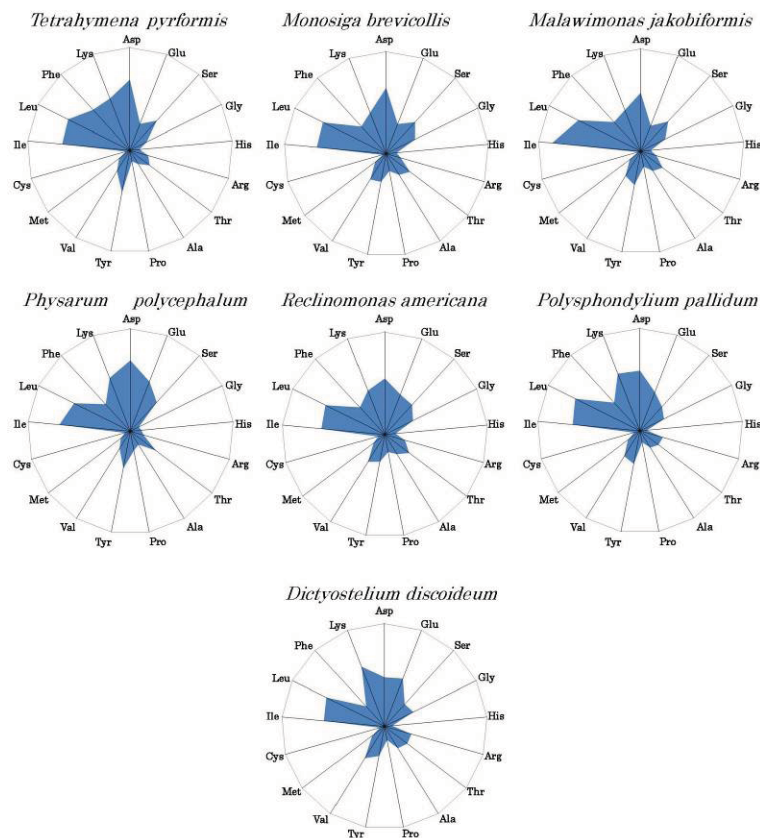 Tetrahymena pyrformis
Asp
Glu
Ser
Gly
His
Arg
Thr
Ala
Pro
Tyr
Val
Met
Cys
Ile
Leu
Phe
Lys
Monosiga brevicollis
Asp
Glu
Ser
Gly
His
Arg
Thr
Ala
Pro
Tyr
Val
Met
Cys
Ile
Leu
Phe
Lys
Malawimonas jakobiformis
Asp
Glu
Ser
Gly
His
Arg
Thr
Ala
Pro
Tyr
Val
Met
Cys
Ile
Leu
Phe
Lys
Physarum polycephalum
Asp
Glu
Ser
Gly
His
Arg
Thr
Ala
Pro
Tyr
Val
Met
Cys
Ile
Leu
Phe
Lys
Reclinomonas americana
Asp
Glu
Ser
Gly
His
Arg
Thr
Ala
Pro
Tyr
Val
Met
Cys
Ile
Leu
Phe
Lys
Polysphondylium pallidum
Asp
Glu
Ser
Gly
His
Arg
Thr
Ala
Pro
Tyr
Val
Met
Cys
Ile
Leu
Phe
Lys
Dictyostelium discoideum
Asp
Glu
Ser
Gly
His
Arg
Thr
Ala
Pro
Tyr
Val
Met
Cys
Ile
Leu
Phe
Lys